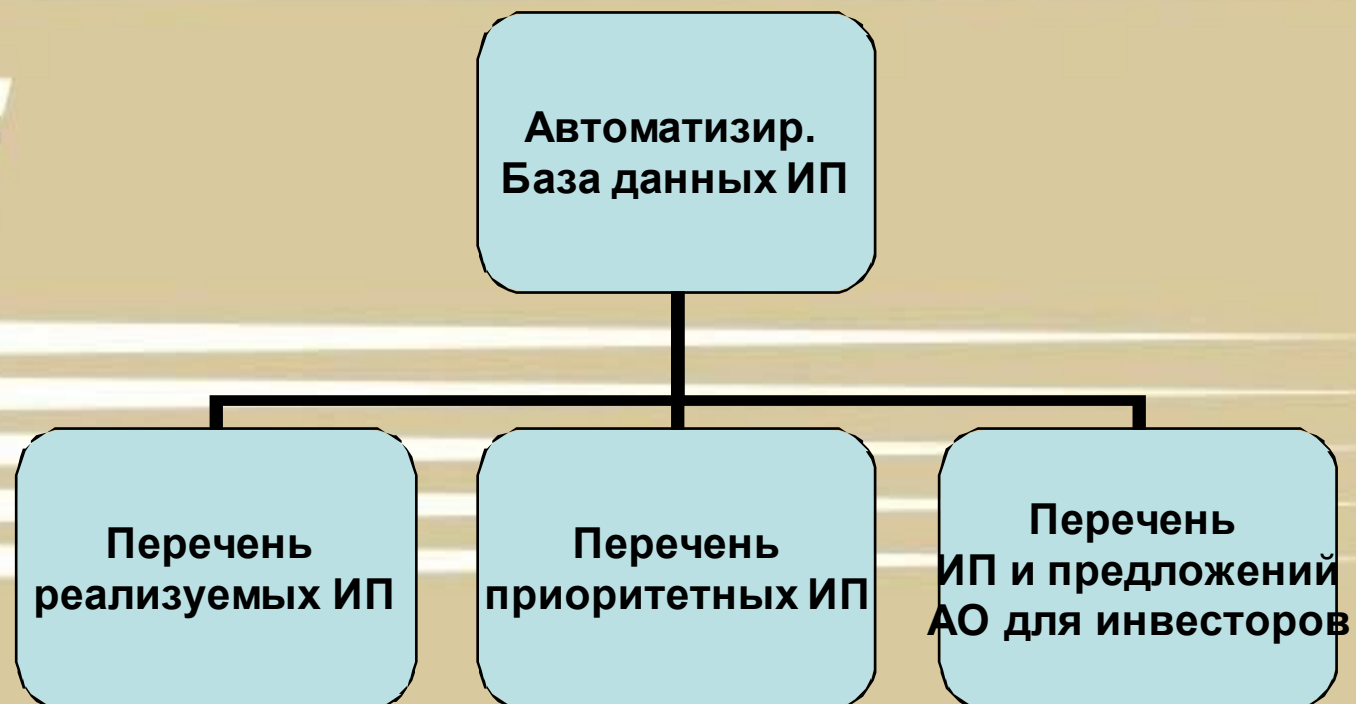 Автоматизир.
База данных ИП
Перечень
реализуемых ИП
Перечень
приоритетных ИП
Перечень
ИП и предложений
АО для инвесторов